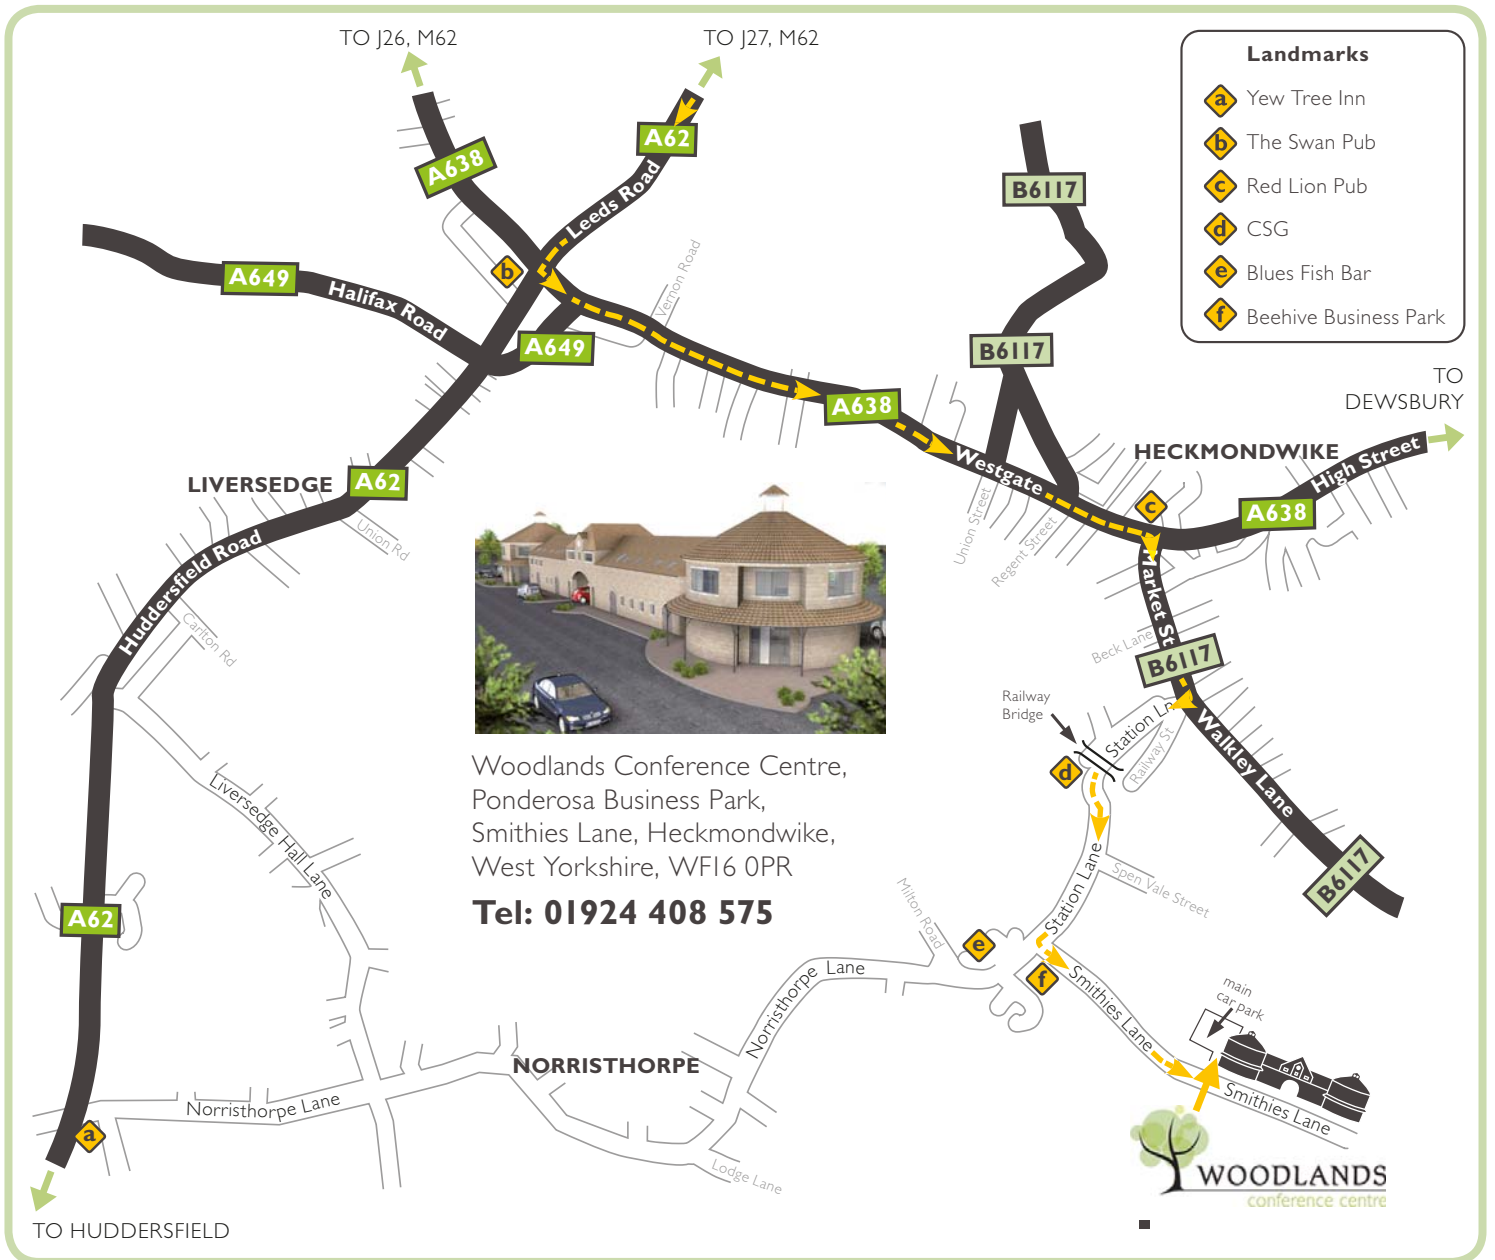 TO J26, M62
TO J27, M62
Landmarks
a Yew Tree Inn
b The Swan Pub
c Red Lion Pub
d CSG
e Blues Fish Bar
f Beehive Business Park
A638
A62
Leeds Road
B6117
A649
Halifax Road
b
Vernon Road
A649
B6117
A638
TO
DEWSBURY
Westgate
HECKMONDWIKE
High Street
A638
c
Union Street
Regent Street
LIVERSEDGE
A62
Union Rd
Huddersfield Road
Carlton Rd
Market St
Beck Lane
B6117
Railway
Bridge
Station Ln
Railway St
Walkley Lane
d
B6117
Woodlands Conference Centre,
Ponderosa Business Park,
Smithies Lane, Heckmondwike,
West Yorkshire, WF16 0PR
Tel: 01924 408 575
Liversedge Hall Lane
A62
Station Lane
Spen Vale Street
Station Lane
Milton Road
e
f
Norristhorpe Lane
Norristhorpe Lane
Smithies Lane
main
car park
Smithies Lane
NORRISTHORPE
Norristhorpe Lane
a
Lodge Lane
WOODLANDS
conference centre
TO HUDDERSFIELD